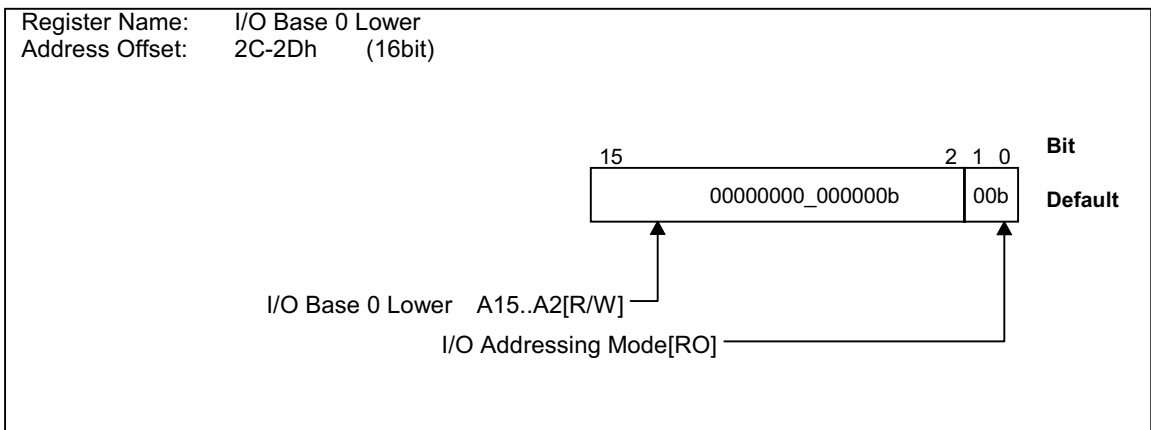 Register Name: I/O Base 0 Lower
Address Offset: 2C-2Dh (16bit)
15 2 1 0 Bit
00000000_000000b 00b Default
I/O Base 0 Lower A15..A2[R/W]
I/O Addressing Mode[RO]